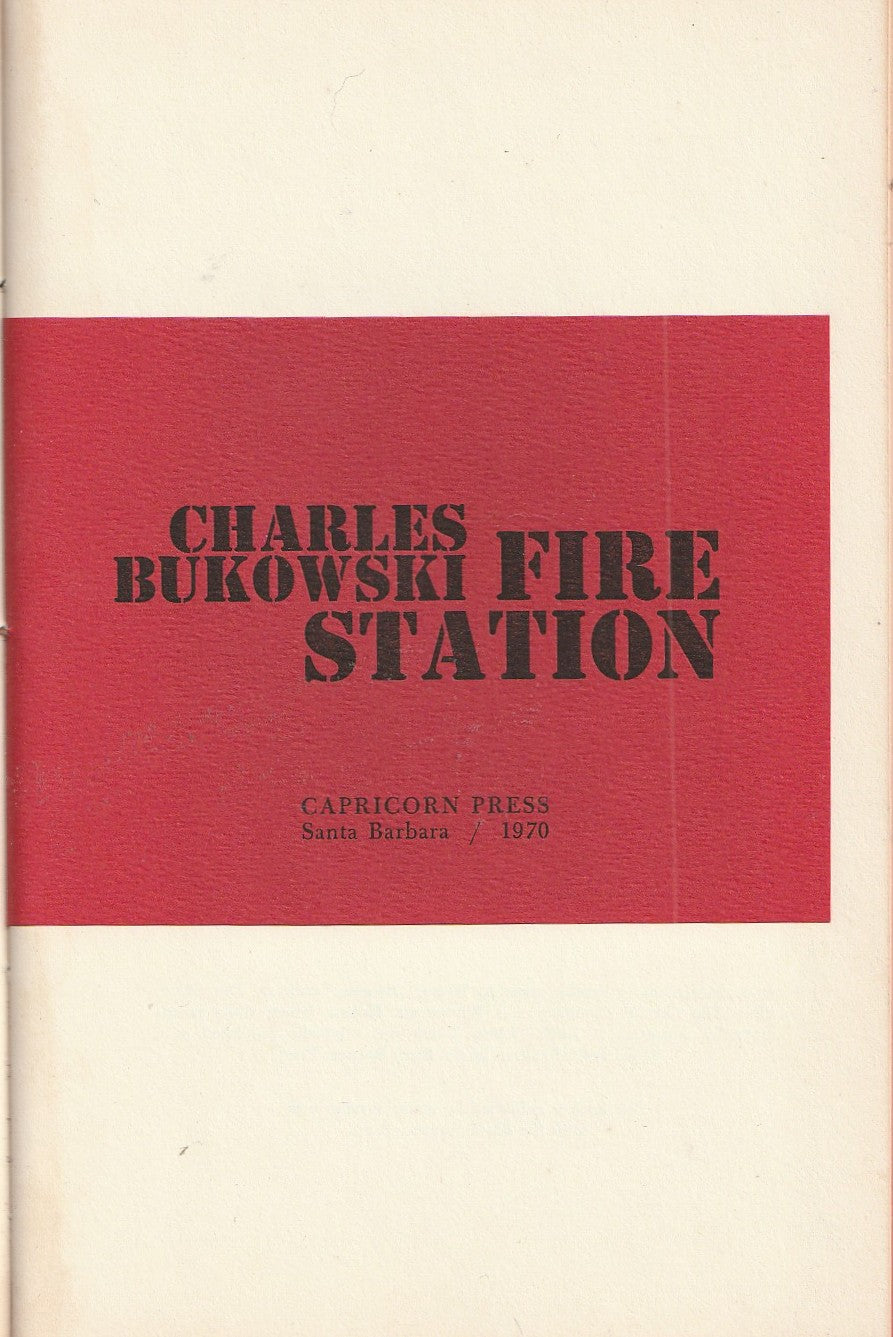 CHARLES
BUKOWSKI FIRE
STATION
CAPRICORN PRESS
Santa Barbara / 1970